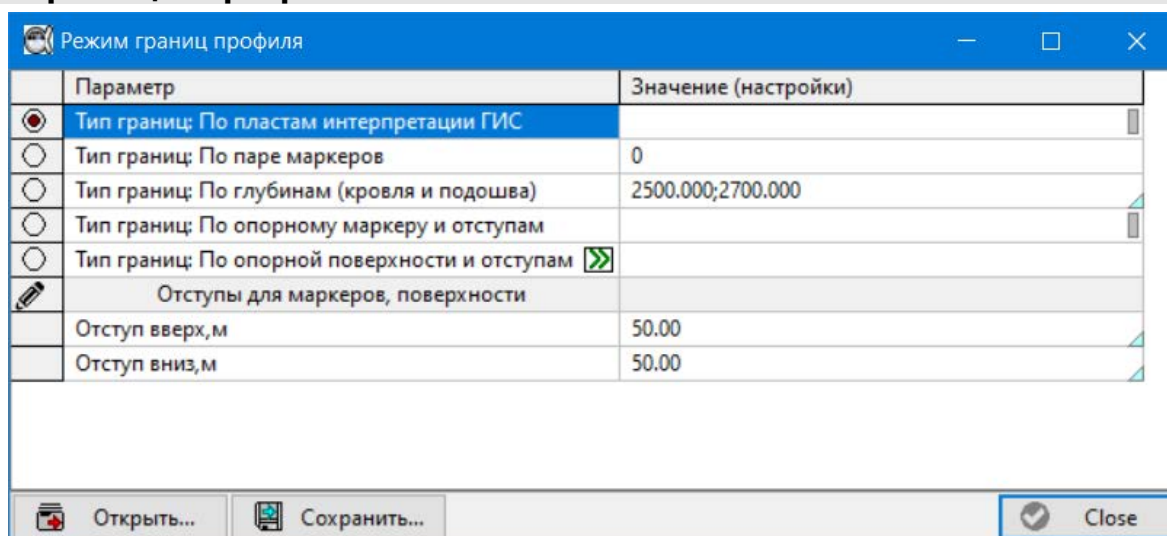 Режим границ профиля
Параметр Значение (настройки)
Тип границ: По пластам интерпретации ГИС
Тип границ: По паре маркеров 0
Тип границ: По глубинам (кровля и подошва) 2500.000;2700.000
Тип границ: По опорному маркеру и отступам
Тип границ: По опорной поверхности и отступам
Отступы для маркеров, поверхности
Отступ вверх,м 50.00
Отступ вниз,м 50.00
Открыть... Сохранить... Close